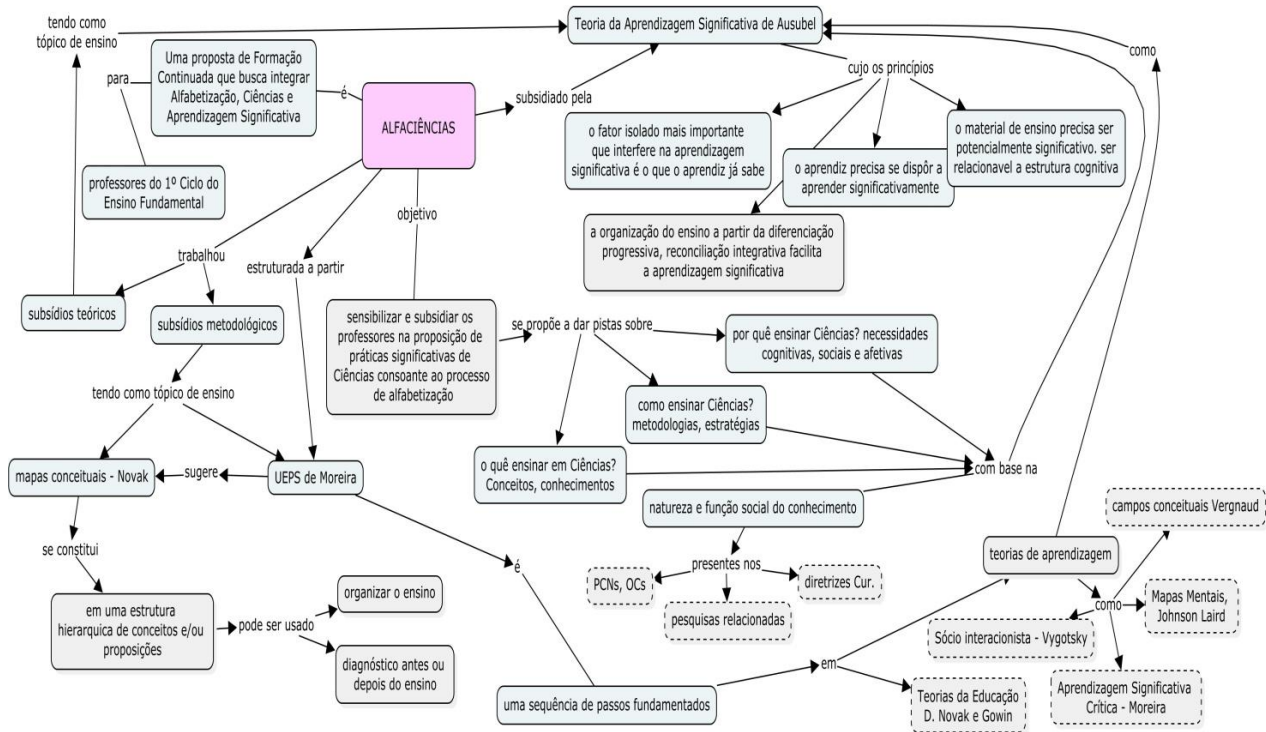 tendo como
tópico de ensino
Teoria da Aprendizagem Significativa de Ausubel
como
Uma proposta de Formação
Continuada que busca integrar
Alfabetização, Ciências e
Aprendizagem Significativa
para
é
ALFACIÊNCIAS
subsidiado pela
cujo os princípios
o fator isolado mais importante
que interfere na aprendizagem
significativa é o que o aprendiz já sabe
o aprendiz precisa se dispôr a
aprender significativamente
o material de ensino precisa ser
potencialmente significativo. ser
relacionavel a estrutura cognitiva
professores do 1º Ciclo do
Ensino Fundamental
objetivo
a organização do ensino a partir da diferenciação
progressiva, reconciliação integrativa facilita
a aprendizagem significativa
trabalhou
estruturada a partir
subsídios teóricos
subsídios metodológicos
sensibilizar e subsidiar os
professores na proposição de
práticas significativas de
Ciências consoante ao processo
de alfabetização
se propõe a dar pistas sobre
por quê ensinar Ciências? necessidades
cognitivas, sociais e afetivas
tendo como tópico de ensino
como ensinar Ciências?
metodologias, estratégias
o quê ensinar em Ciências?
Conceitos, conhecimentos
com base na
mapas conceituais - Novak
sugere
UEPS de Moreira
natureza e função social do conhecimento
campos conceituais Vergnaud
se constitui
é
presentes nos
PCNs, OCs
diretrizes Cur.
pesquisas relacionadas
teorias de aprendizagem
como
Mapas Mentais,
Johnson Laird
Sócio interacionista - Vygotsky
em uma estrutura
hierarquica de conceitos e/ou
proposições
pode ser usado
organizar o ensino
diagnóstico antes ou
depois do ensino
uma sequência de passos fundamentados
em
Teorias da Educação
D. Novak e Gowin
Aprendizagem Significativa
Crítica - Moreira